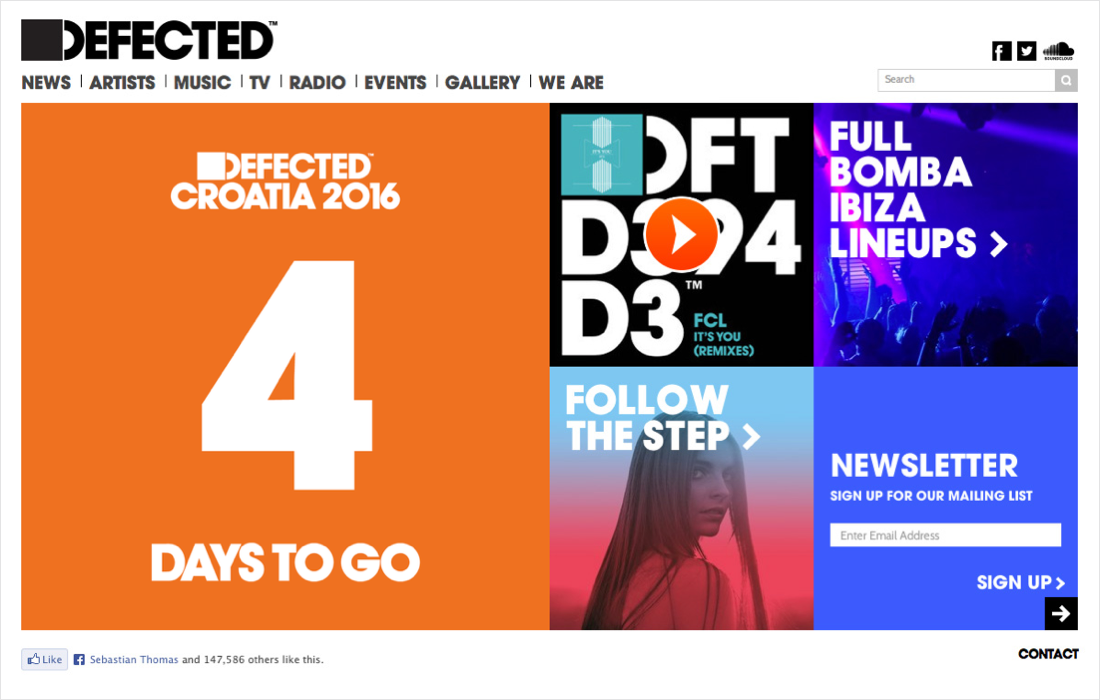 DEFECTED™
NEWS | ARTISTS | MUSIC | TV | RADIO | EVENTS | GALLERY | WE ARE
SOUNDCLOUD
Search
DEFECTED™
CROATIA 2016
4
DAYS TO GO
DFT
D394
D3™
FCL
IT'S YOU
(REMIXES)
FULL
BOMBA
IBIZA
LINEUPS
FOLLOW
THE STEP
NEWSLETTER
SIGN UP FOR OUR MAILING LIST
Enter Email Address
SIGN UP
Like
Sebastian Thomas and 147,586 others like this.
CONTACT